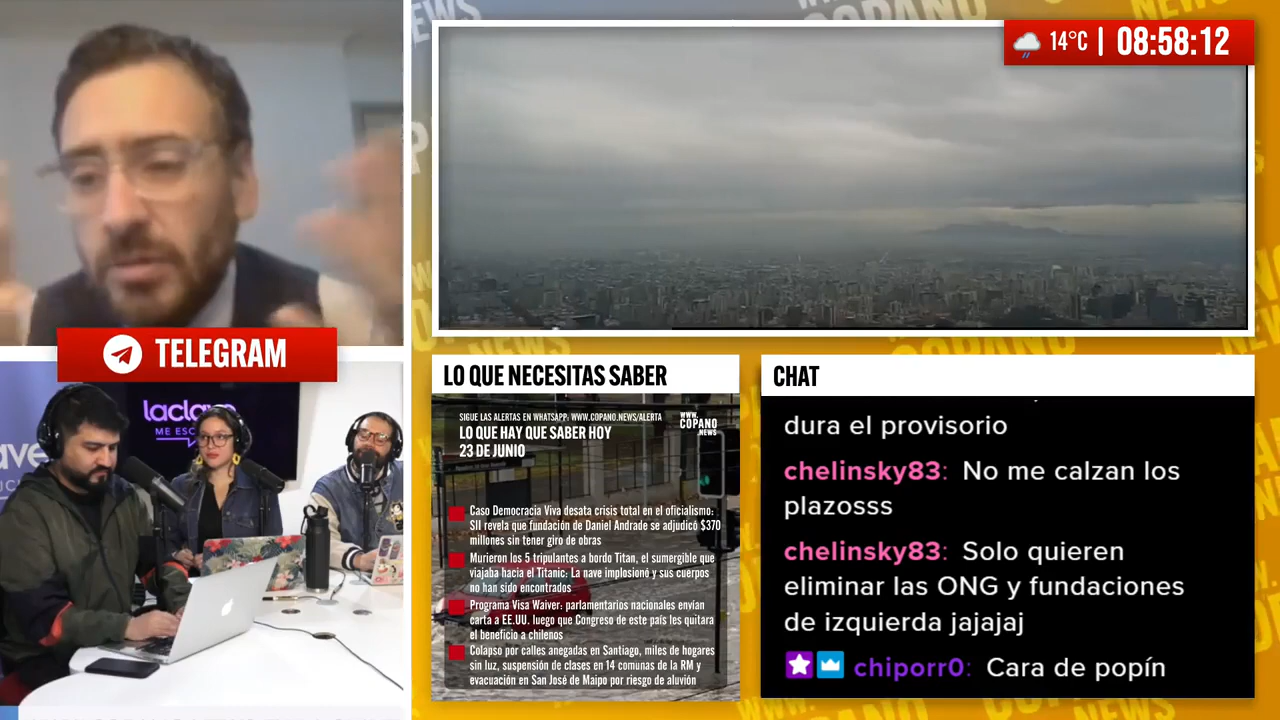 14°C | 08:58:12
TELEGRAM
laclave
ME ESC
LO QUE NECESITAS SABER
SIGUE LAS ALERTAS EN WHATSAPP: WWW.COPANO.NEWS/ALERTA
LO QUE HAY QUE SABER HOY
23 DE JUNIO
WWW.
COPANO
.NEWS
Caso Democracia Viva desata crisis total en el oficialismo:
SII revela que fundación de Daniel Andrade se adjudicó $370
millones sin tener giro de obras
Murieron los 5 tripulantes a bordo Titan, el sumergible que
viajaba hacia el Titanic: La nave implosionó y sus cuerpos
no han sido encontrados
Programa Visa Waiver: parlamentarios nacionales envían
carta a EE.UU. luego que Congreso de este país les quitara
el beneficio a chilenos
Colapso por calles anegadas en Santiago, miles de hogares
sin luz, suspensión de clases en 14 comunas de la RM y
evacuación en San José de Maipo por riesgo de aluvión
CHAT
dura el provisorio
chelinsky83: No me calzan los
plazosss
chelinsky83: Solo quieren
eliminar las ONG y fundaciones
de izquierda jajajaj
chiporr0: Cara de popín